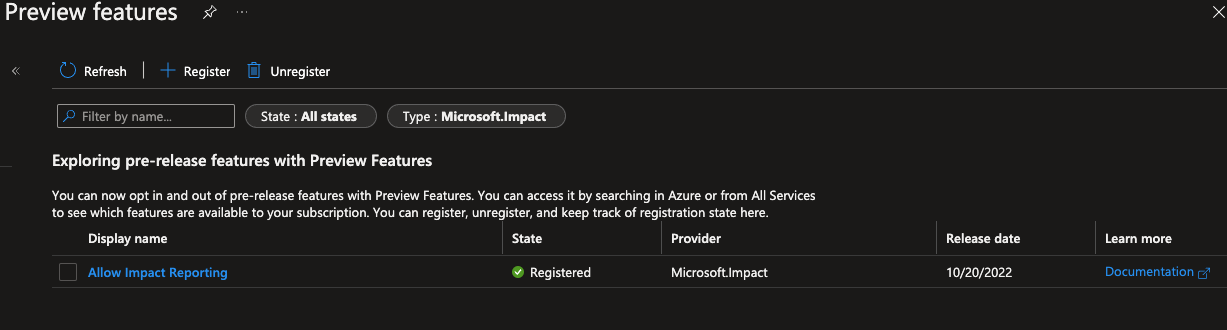 Preview features
Refresh Register Unregister
Filter by name... State : All states Type : Microsoft.Impact
Exploring pre-release features with Preview Features
You can now opt in and out of pre-release features with Preview Features. You can access it by searching in Azure or from All Services
to see which features are available to your subscription. You can register, unregister, and keep track of registration state here.
Display name State Provider Release date Learn more
Allow Impact Reporting Registered Microsoft.Impact 10/20/2022 Documentation